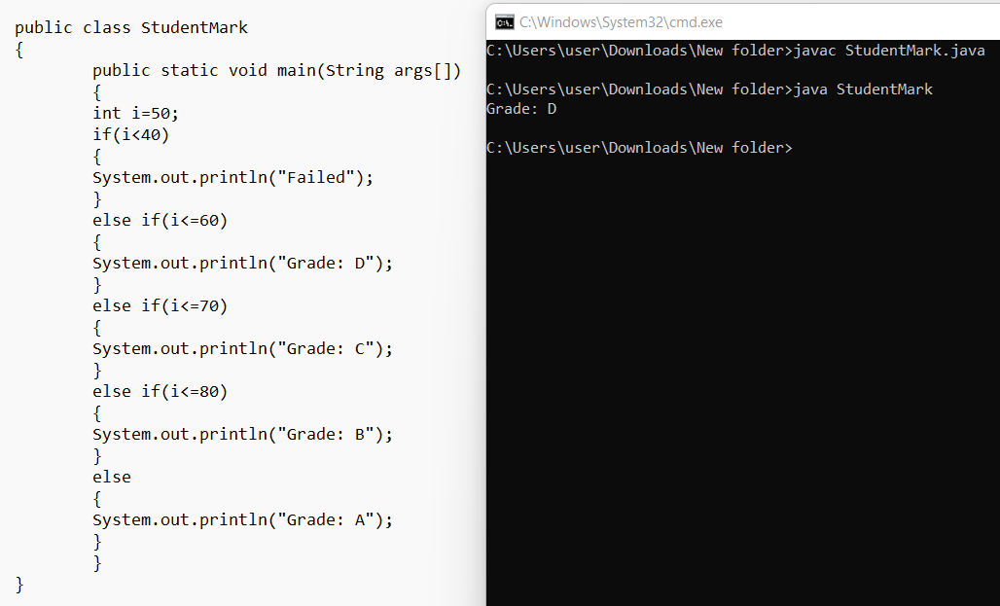 public class StudentMark
{
public static void main(String args[])
{
int i=50;
if(i<40)
{
System.out.println("Failed");
}
else if(i<=60)
{
System.out.println("Grade: D");
}
else if(i<=70)
{
System.out.println("Grade: C");
}
else if(i<=80)
{
System.out.println("Grade: B");
}
else
{
System.out.println("Grade: A");
}
}
}
C:\Windows\System32\cmd.exe
C:\Users\user\Downloads\New folder>javac StudentMark.java
C:\Users\user\Downloads\New folder>java StudentMark
Grade: D
C:\Users\user\Downloads\New folder>